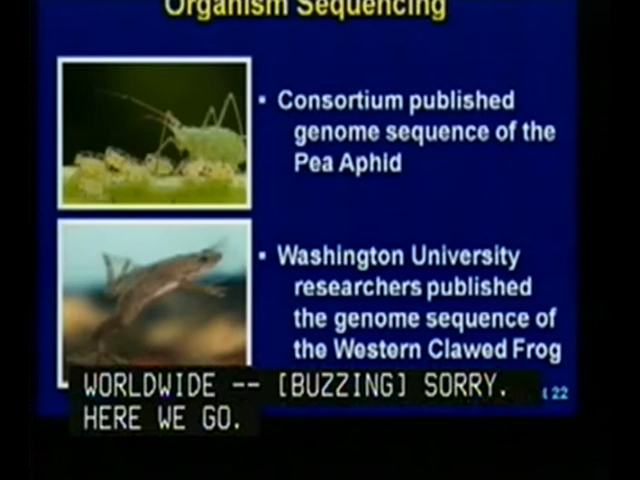 Organism Sequencing
▪ Consortium published
genome sequence of the
Pea Aphid
▪ Washington University
researchers published
the genome sequence of
the Western Clawed Frog
WORLDWIDE -- [BUZZING] SORRY.
HERE WE GO.
22